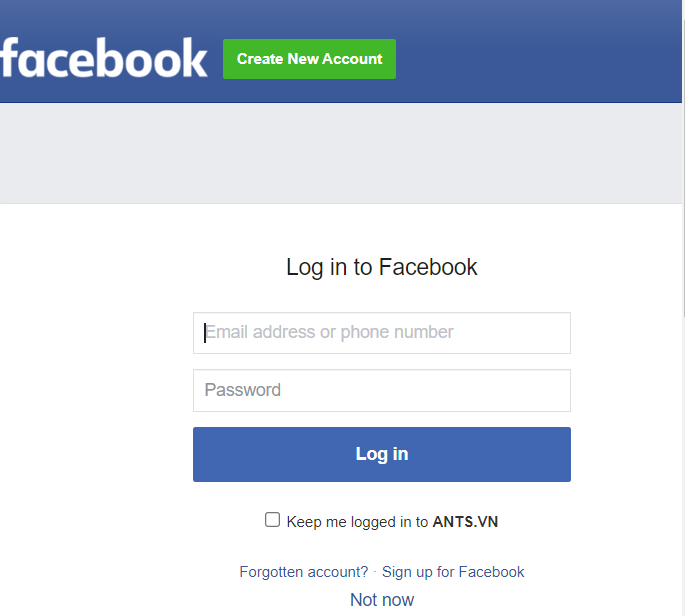 facebook Create New Account
Log in to Facebook
Email address or phone number
Password
Log in
Keep me logged in to ANTS.VN
Forgotten account? · Sign up for Facebook
Not now